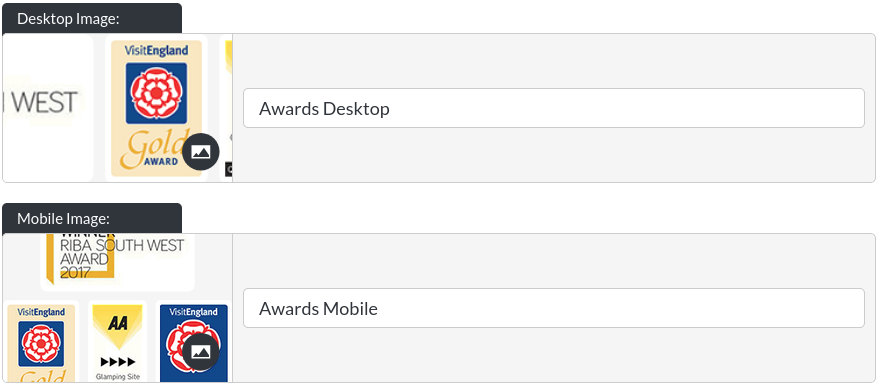 Desktop Image:
WEST
VisitEngland
Gold
AWARD
Awards Desktop
Mobile Image:
WINNER
RIBA SOUTH WEST
AWARD
2017
VisitEngland
Gold
AA
Glamping Site
VisitEngland
Awards Mobile